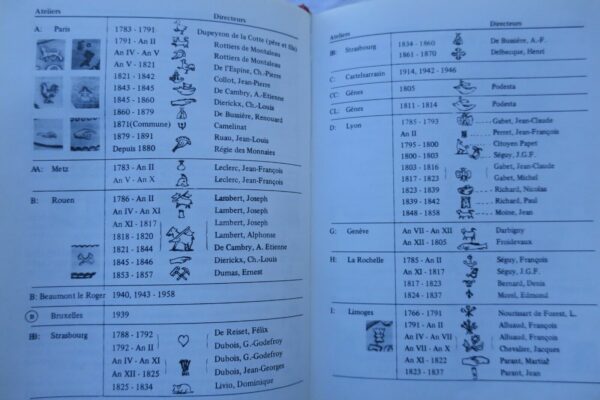 Ateliers Directeurs
A: Paris 1783 - 1791 Dupeyron de la Cotte (père et fils)
1791 - An II Rottiers de Montaleau
An IV - An V Rottiers de Montaleau
An V - 1821 De l'Espine, Ch.-Pierre
1821 - 1842 Collot, Jean-Pierre
1843 - 1845 De Cambry, A.-Etienne
1845 - 1860 Dierickx, Ch.-Louis
1860 - 1879 De Bussière, Renouard
1871(Commune) Camelinat
1879 - 1891 Ruau, Jean-Louis
Depuis 1880 Régie des Monnaies
AA: Metz 1783 - An II Leclerc, Jean-François
An V - An X Leclerc, Jean-François
B: Rouen 1786 - An II Lambert, Joseph
An IV - An XI Lambert, Joseph
An XI - 1817 Lambert, Joseph
1818 - 1820 Lambert, Alphonse
1821 - 1844 De Cambry, A. Etienne
1845 - 1846 Dierickx, Ch.-Louis
1853 - 1857 Dumas, Ernest
B: Beaumont le Roger 1940, 1943 - 1958
B Bruxelles 1939
BB: Strasbourg 1788 - 1792 De Reiset, Félix
1792 - An II Dubois, G.-Godefroy
An IV - An XI Dubois, G.-Godefroy
An XII - 1825 Dubois, Jean-Georges
1825 - 1834 Livio, Dominique
Ateliers Directeurs
BB: Strasbourg 1834 - 1860 De Bussière, A.-F.
1861 - 1870 Delbecque, Henri
C Castelsarrasin 1914, 1942 - 1946
CC: Gênes 1805 Podesta
CL: Gênes 1811 - 1814 Podesta
D: Lyon 1785 - 1793 Gabet, Jean-Claude
An II Pernet, Jean-François
1795 - 1800 Citoyen Papet
1800 - 1803 Séguy, J.G.F.
1803 - 1816 Gabet, Jean-Claude
1817 - 1823 Gabet, Michel
1823 - 1839 Richard, Nicolas
1839 - 1842 Richard, Paul
1848 - 1858 Moine, Jean
G: Genève An VII - An XII Darbigny
An XII - 1805 Froidevaux
H: La Rochelle 1785 - An II Séguy, François
An XI - 1817 Séguy, J.G.F.
1817 - 1823 Bernard, Denis
1824 - 1837 Morel, Edmond
I: Limoges 1766 - 1791 Nourissart de Forest, L.
1791 - An II Alluaud, François
An IV - An VII Alluaud, François
An VII - An X Chevalier, Jacques
An XI - 1822 Parant, Martial
1823 - 1837 Parant, Jean